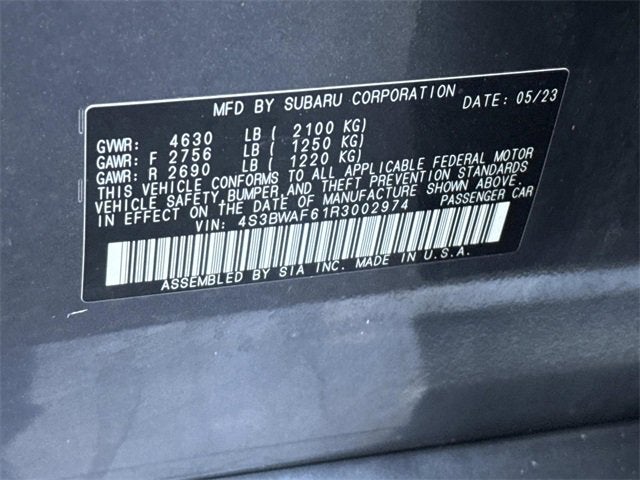 MFD BY SUBARU CORPORATION DATE: 05/23
GVWR: 4630 LB ( 2100 KG)
GAWR: F 2756 LB ( 1250 KG)
GAWR: R 2690 LB ( 1220 KG)
THIS VEHICLE CONFORMS TO ALL APPLICABLE FEDERAL MOTOR
VEHICLE SAFETY,BUMPER,AND THEFT PREVENTION STANDARDS
IN EFFECT ON THE DATE OF MANUFACTURE SHOWN ABOVE.
VIN: 4S3BWAF61R3002974 PASSENGER CAR
ASSEMBLED BY SIA INC. MADE IN U.S.A.